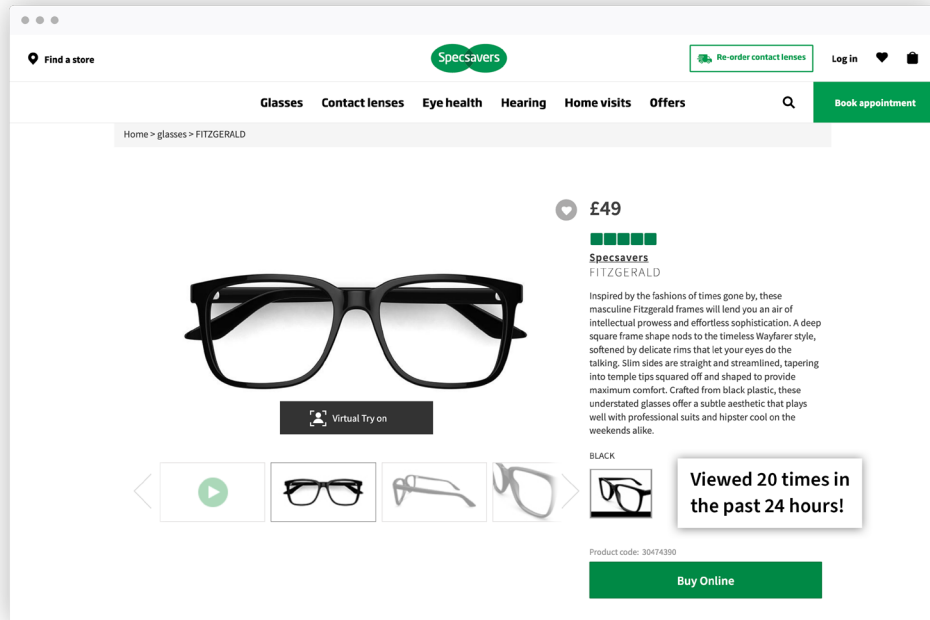 Find a store
Specsavers
Re-order contact lenses
Log in
Glasses
Contact lenses
Eye health
Hearing
Home visits
Offers
Book appointment
Home > glasses > FITZGERALD
£49
Specsavers
FITZGERALD
Inspired by the fashions of times gone by, these
masculine Fitzgerald frames will lend you an air of
intellectual prowess and effortless sophistication. A deep
square frame shape nods to the timeless Wayfarer style,
softened by delicate rims that let your eyes do the
talking. Slim sides are straight and streamlined, tapering
into temple tips squared off and shaped to provide
maximum comfort. Crafted from black plastic, these
understated glasses offer a subtle aesthetic that plays
well with professional suits and hipster cool on the
weekends alike.
Virtual Try on
BLACK
Viewed 20 times in
the past 24 hours!
Product code: 30474390
Buy Online